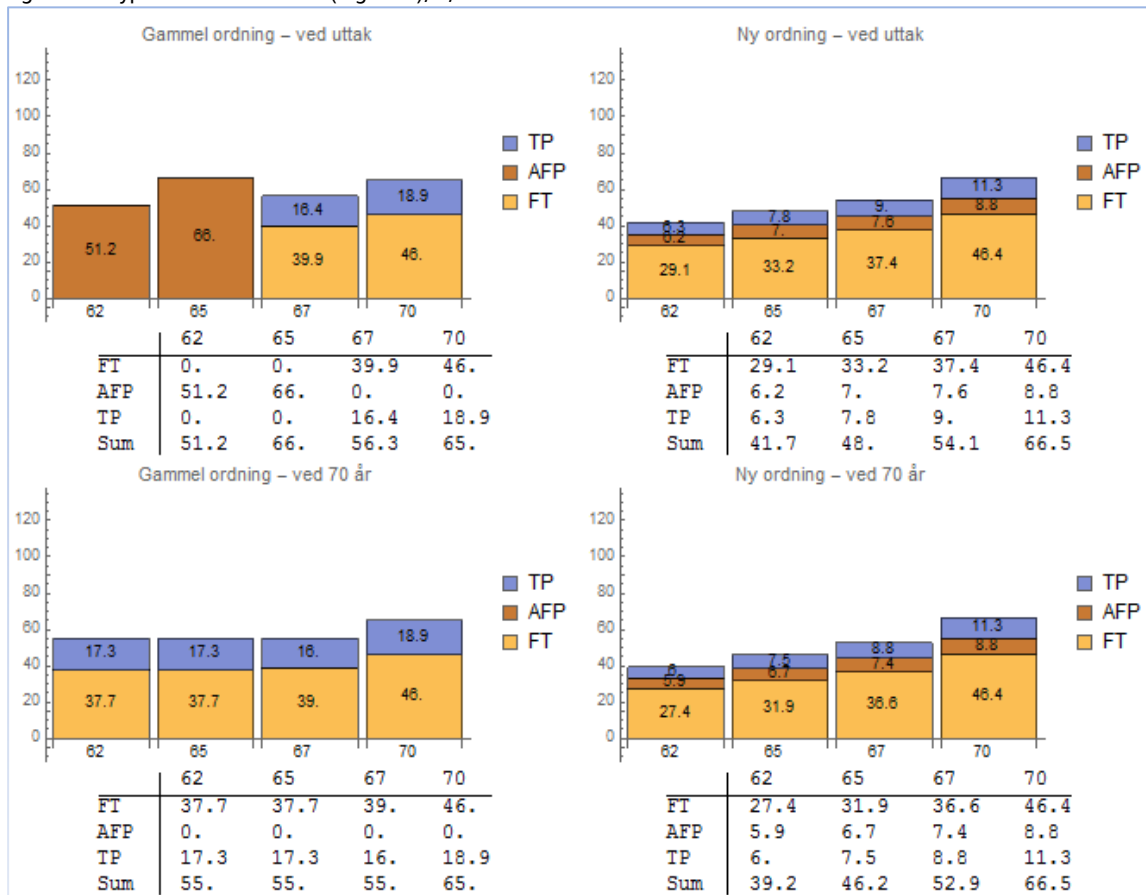 Gammel ordning – ved uttak
120
100
80
60
40
20
0
51.2
66.
16.4
39.9
18.9
46.
62 65 67 70
TP
AFP
FT
62 65 67 70
FT 0. 0. 39.9 46.
AFP 51.2 66. 0. 0.
TP 0. 0. 16.4 18.9
Sum 51.2 66. 56.3 65.
Ny ordning – ved uttak
120
100
80
60
40
20
0
6.3
6.2
29.1
7.8
7.
33.2
9.
7.6
37.4
11.3
8.8
46.4
62 65 67 70
TP
AFP
FT
62 65 67 70
FT 29.1 33.2 37.4 46.4
AFP 6.2 7. 7.6 8.8
TP 6.3 7.8 9. 11.3
Sum 41.7 48. 54.1 66.5
Gammel ordning – ved 70 år
120
100
80
60
40
20
0
17.3
37.7
17.3
37.7
16.
39.
18.9
46.
62 65 67 70
TP
AFP
FT
62 65 67 70
FT 37.7 37.7 39. 46.
AFP 0. 0. 0. 0.
TP 17.3 17.3 16. 18.9
Sum 55. 55. 55. 65.
Ny ordning – ved 70 år
120
100
80
60
40
20
0
6.
5.9
27.4
7.5
6.7
31.9
8.8
7.4
36.6
11.3
8.8
46.4
62 65 67 70
TP
AFP
FT
62 65 67 70
FT 27.4 31.9 36.6 46.4
AFP 5.9 6.7 7.4 8.8
TP 6. 7.5 8.8 11.3
Sum 39.2 46.2 52.9 66.5